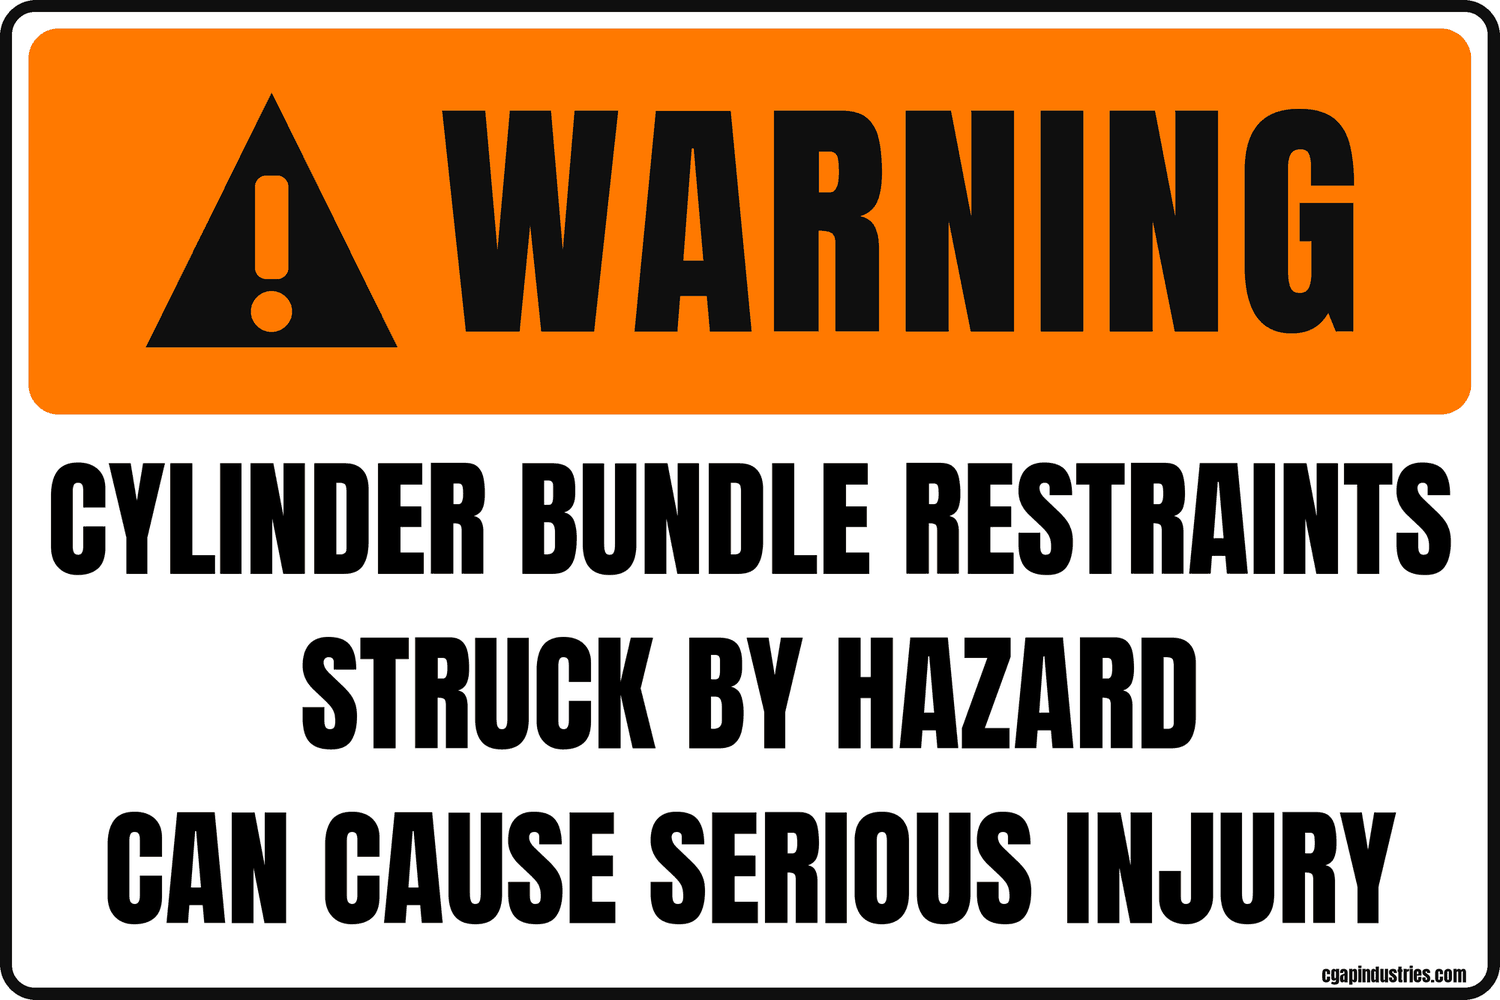 WARNING
CYLINDER BUNDLE RESTRAINTS
STRUCK BY HAZARD
CAN CAUSE SERIOUS INJURY
cgapindustries.com